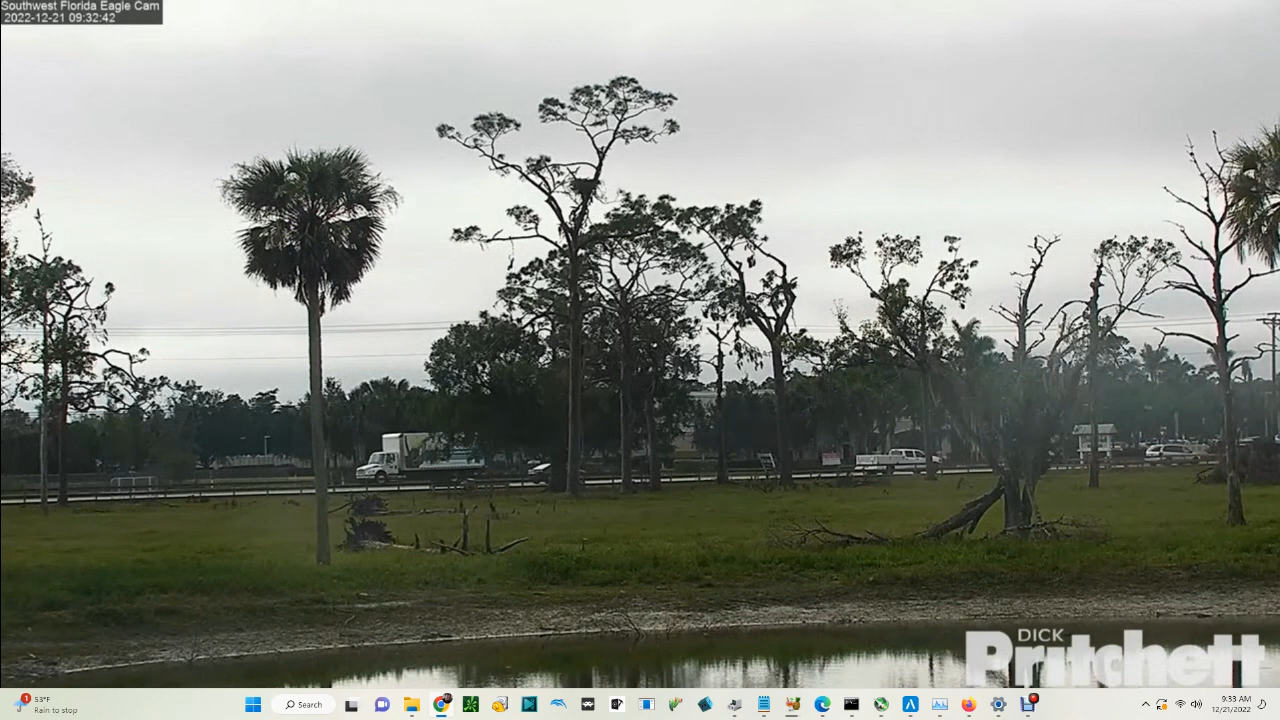 Southwest Florida Eagle Cam
2022-12-21 09:32:42
DICK
Pritchett
1
53°F
Rain to stop
Search
9:33 AM
12/21/2022